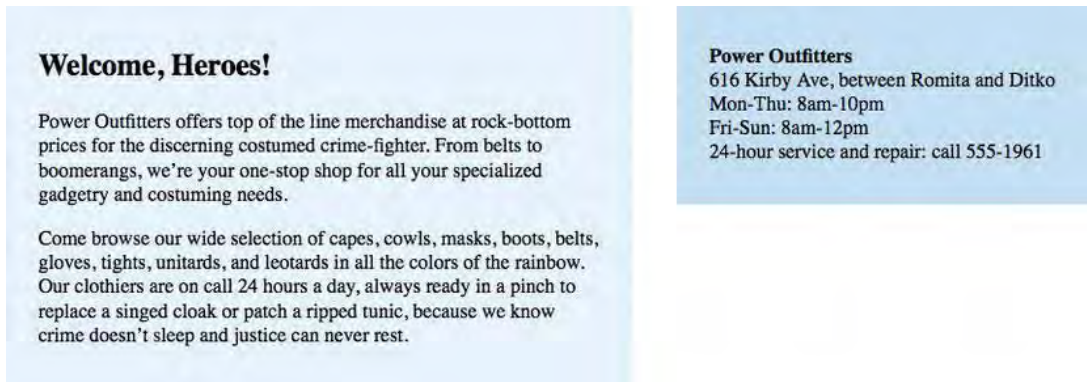 Welcome, Heroes!
Power Outfitters offers top of the line merchandise at rock-bottom
prices for the discerning costumed crime-fighter. From belts to
boomerangs, we're your one-stop shop for all your specialized
gadgetry and costuming needs.
Come browse our wide selection of capes, cowls, masks, boots, belts,
gloves, tights, unitards, and leotards in all the colors of the rainbow.
Our clothiers are on call 24 hours a day, always ready in a pinch to
replace a singed cloak or patch a ripped tunic, because we know
crime doesn't sleep and justice can never rest.
Power Outfitters
616 Kirby Ave, between Romita and Ditko
Mon-Thu: 8am-10pm
Fri-Sun: 8am-12pm
24-hour service and repair: call 555-1961